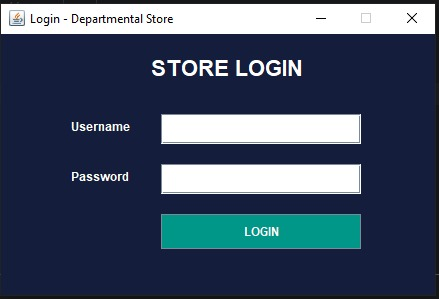 Login - Departmental Store
STORE LOGIN
Username
Password
LOGIN